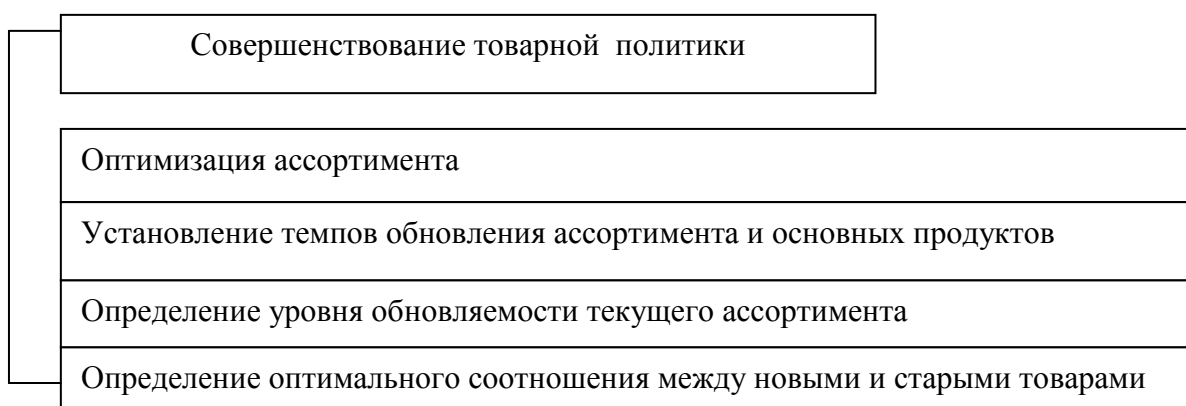 Совершенствование товарной политики
Оптимизация ассортимента
Установление темпов обновления ассортимента и основных продуктов
Определение уровня обновляемости текущего ассортимента
Определение оптимального соотношения между новыми и старыми товарами